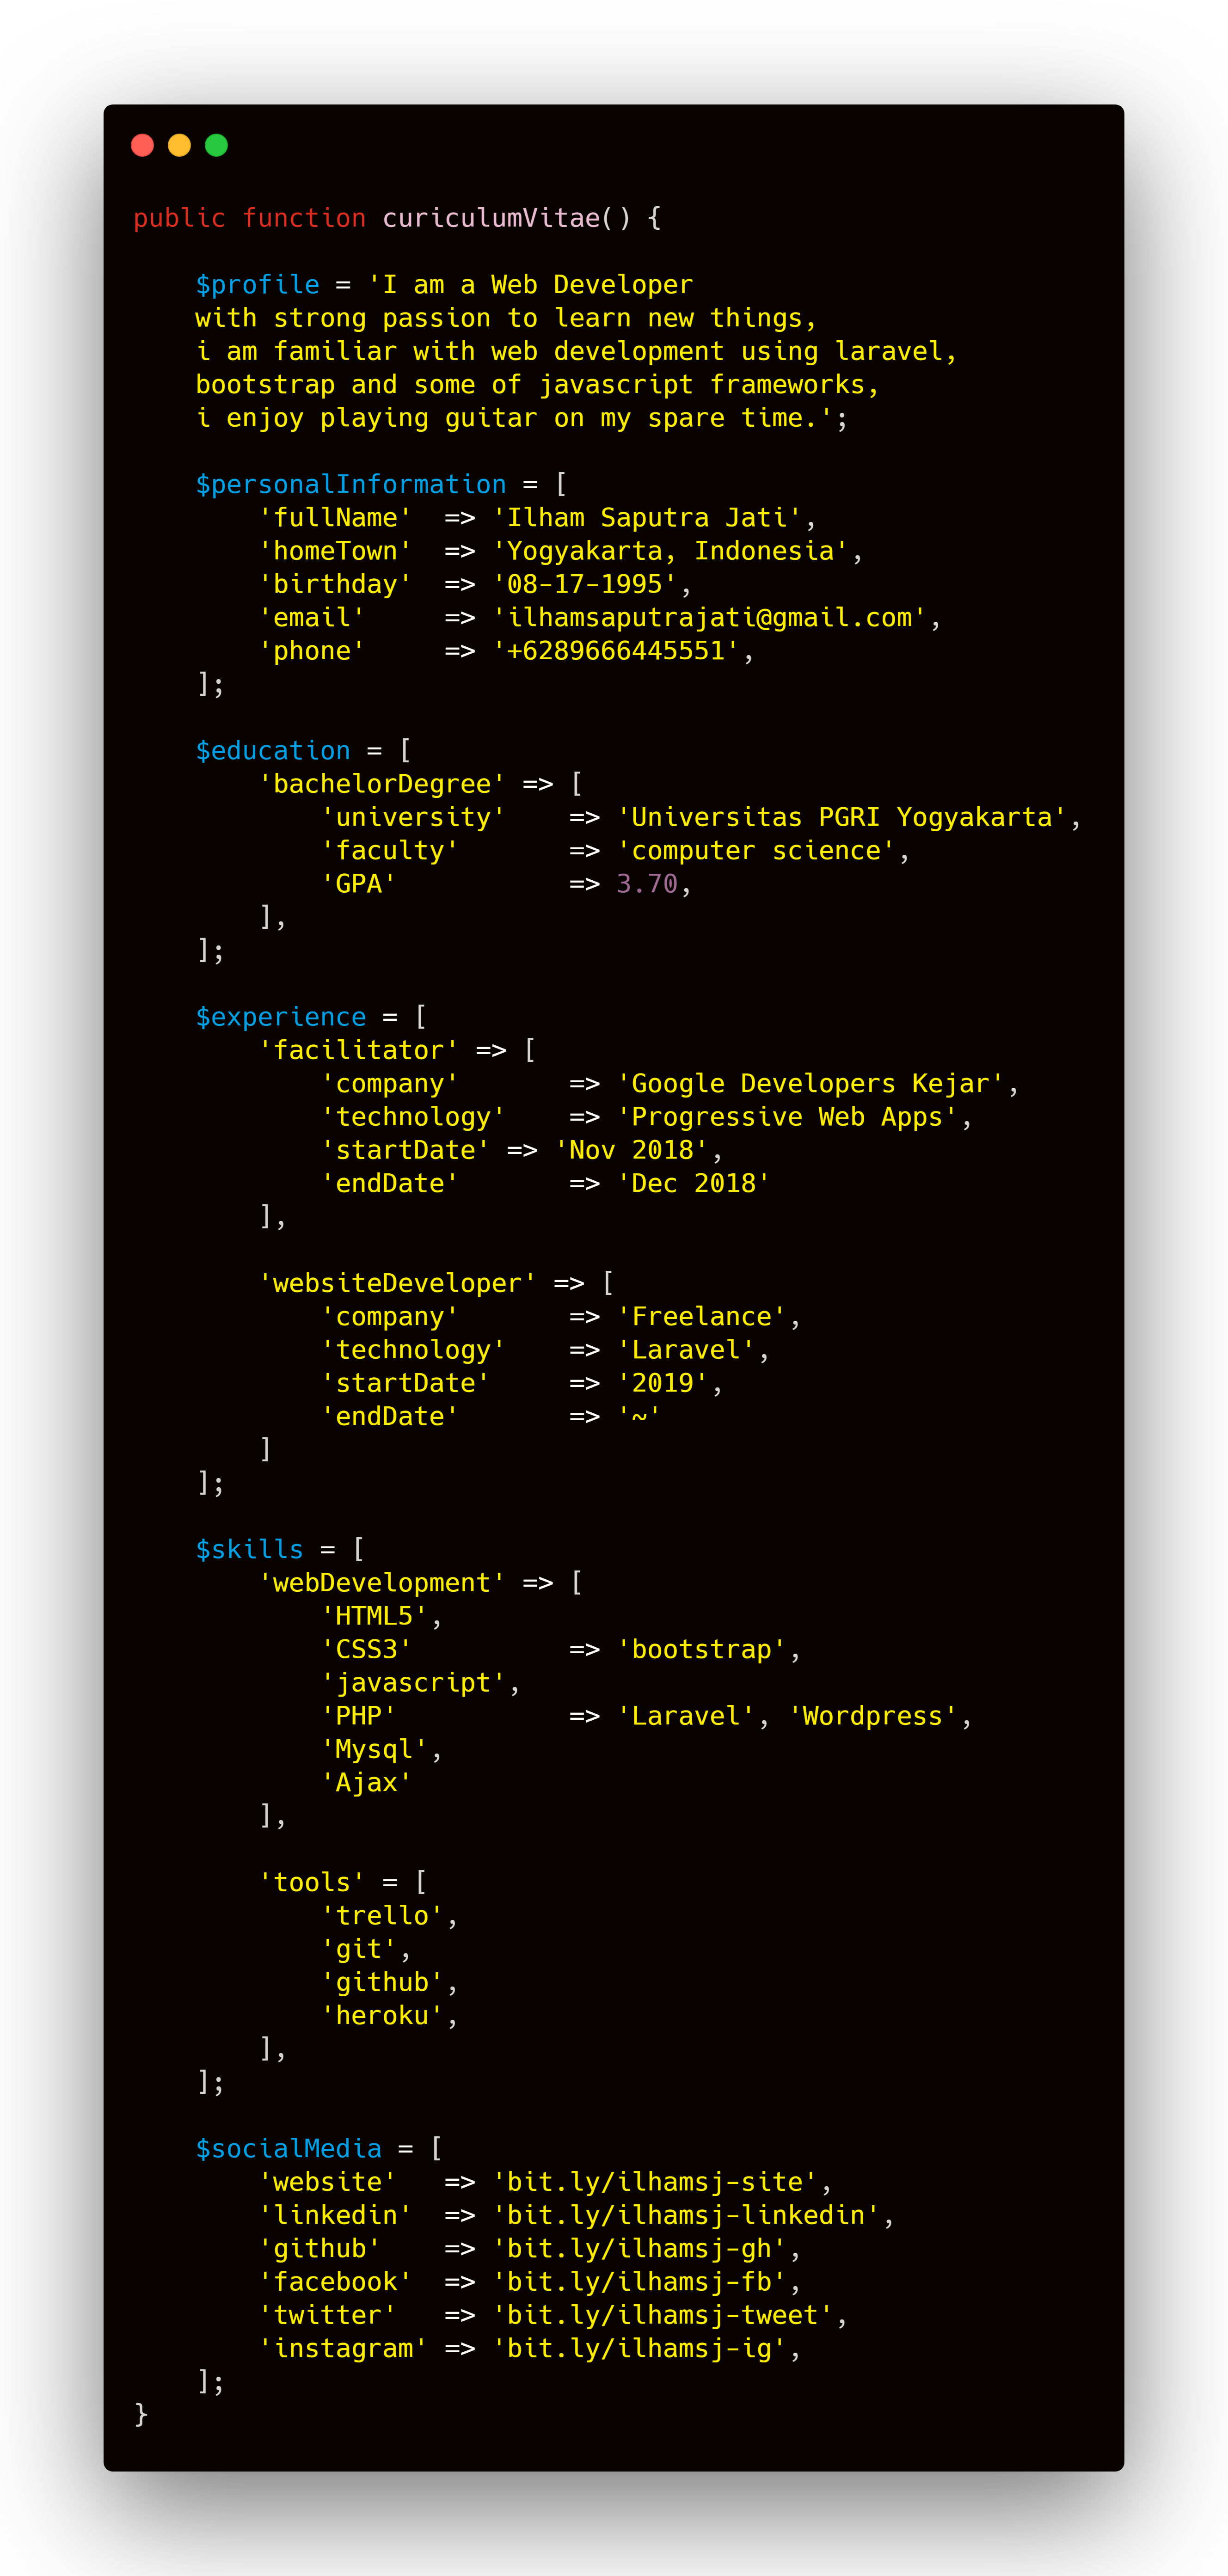 public function curiculumVitae() {
    $profile = 'I am a Web Developer
    with strong passion to learn new things,
    i am familiar with web development using laravel,
    bootstrap and some of javascript frameworks,
    i enjoy playing guitar on my spare time.';
    $personalInformation = [
        'fullName'  => 'Ilham Saputra Jati',
        'homeTown'  => 'Yogyakarta, Indonesia',
        'birthday'  => '08-17-1995',
        'email'     => 'ilhamsaputrajati@gmail.com',
        'phone'     => '+6289666445551',
    ];
    $education = [
        'bachelorDegree' => [
            'university'    => 'Universitas PGRI Yogyakarta',
            'faculty'       => 'computer science',
            'GPA'           => 3.70,
        ],
    ];
    $experience = [
        'facilitator' => [
            'company'       => 'Google Developers Kejar',
            'technology'    => 'Progressive Web Apps',
            'startDate' => 'Nov 2018',
            'endDate'       => 'Dec 2018'
        ],
        'websiteDeveloper' => [
            'company'       => 'Freelance',
            'technology'    => 'Laravel',
            'startDate'     => '2019',
            'endDate'       => '~'
        ]
    ];
    $skills = [
        'webDevelopment' => [
            'HTML5',
            'CSS3'          => 'bootstrap',
            'javascript',
            'PHP'           => 'Laravel', 'Wordpress',
            'Mysql',
            'Ajax'
        ],
        'tools' = [
            'trello',
            'git',
            'github',
            'heroku',
        ],
    ];
    $socialMedia = [
        'website'   => 'bit.ly/ilhamsj-site',
        'linkedin'  => 'bit.ly/ilhamsj-linkedin',
        'github'    => 'bit.ly/ilhamsj-gh',
        'facebook'  => 'bit.ly/ilhamsj-fb',
        'twitter'   => 'bit.ly/ilhamsj-tweet',
        'instagram' => 'bit.ly/ilhamsj-ig',
    ];
}